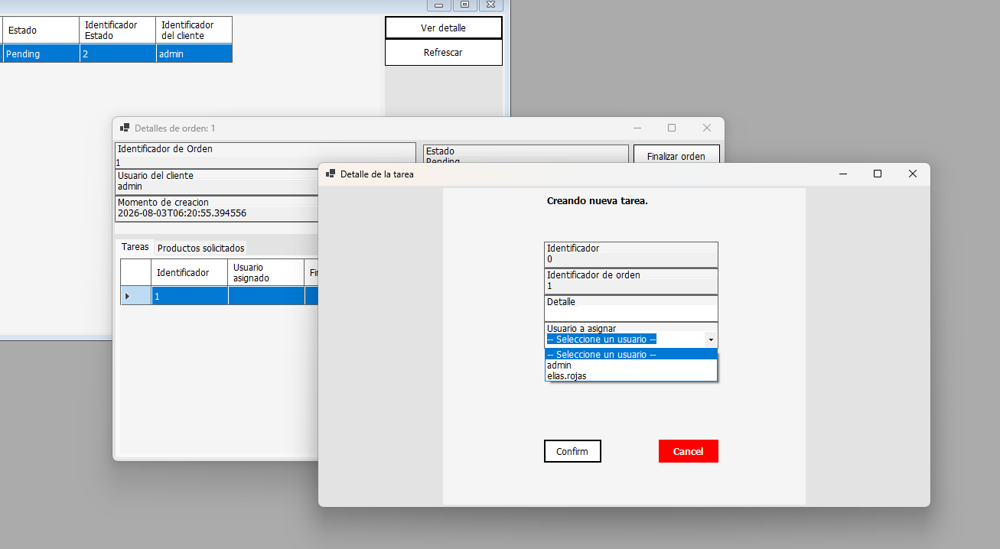 Estado
Identificador
Estado
Identificador
del cliente
Pending
2
admin
Ver detalle
Refrescar
Detalles de orden: 1
Identificador de Orden
1
Usuario del cliente
admin
Momento de creacion
2026-08-03T06:20:55.394556
Estado
Pending
Finalizar orden
Tareas
Productos solicitados
Identificador
Usuario
asignado
1
Detalle de la tarea
Creando nueva tarea.
Identificador
0
Identificador de orden
1
Detalle
Usuario a asignar
-- Seleccione un usuario --
-- Seleccione un usuario --
admin
elias.rojas
Confirm
Cancel